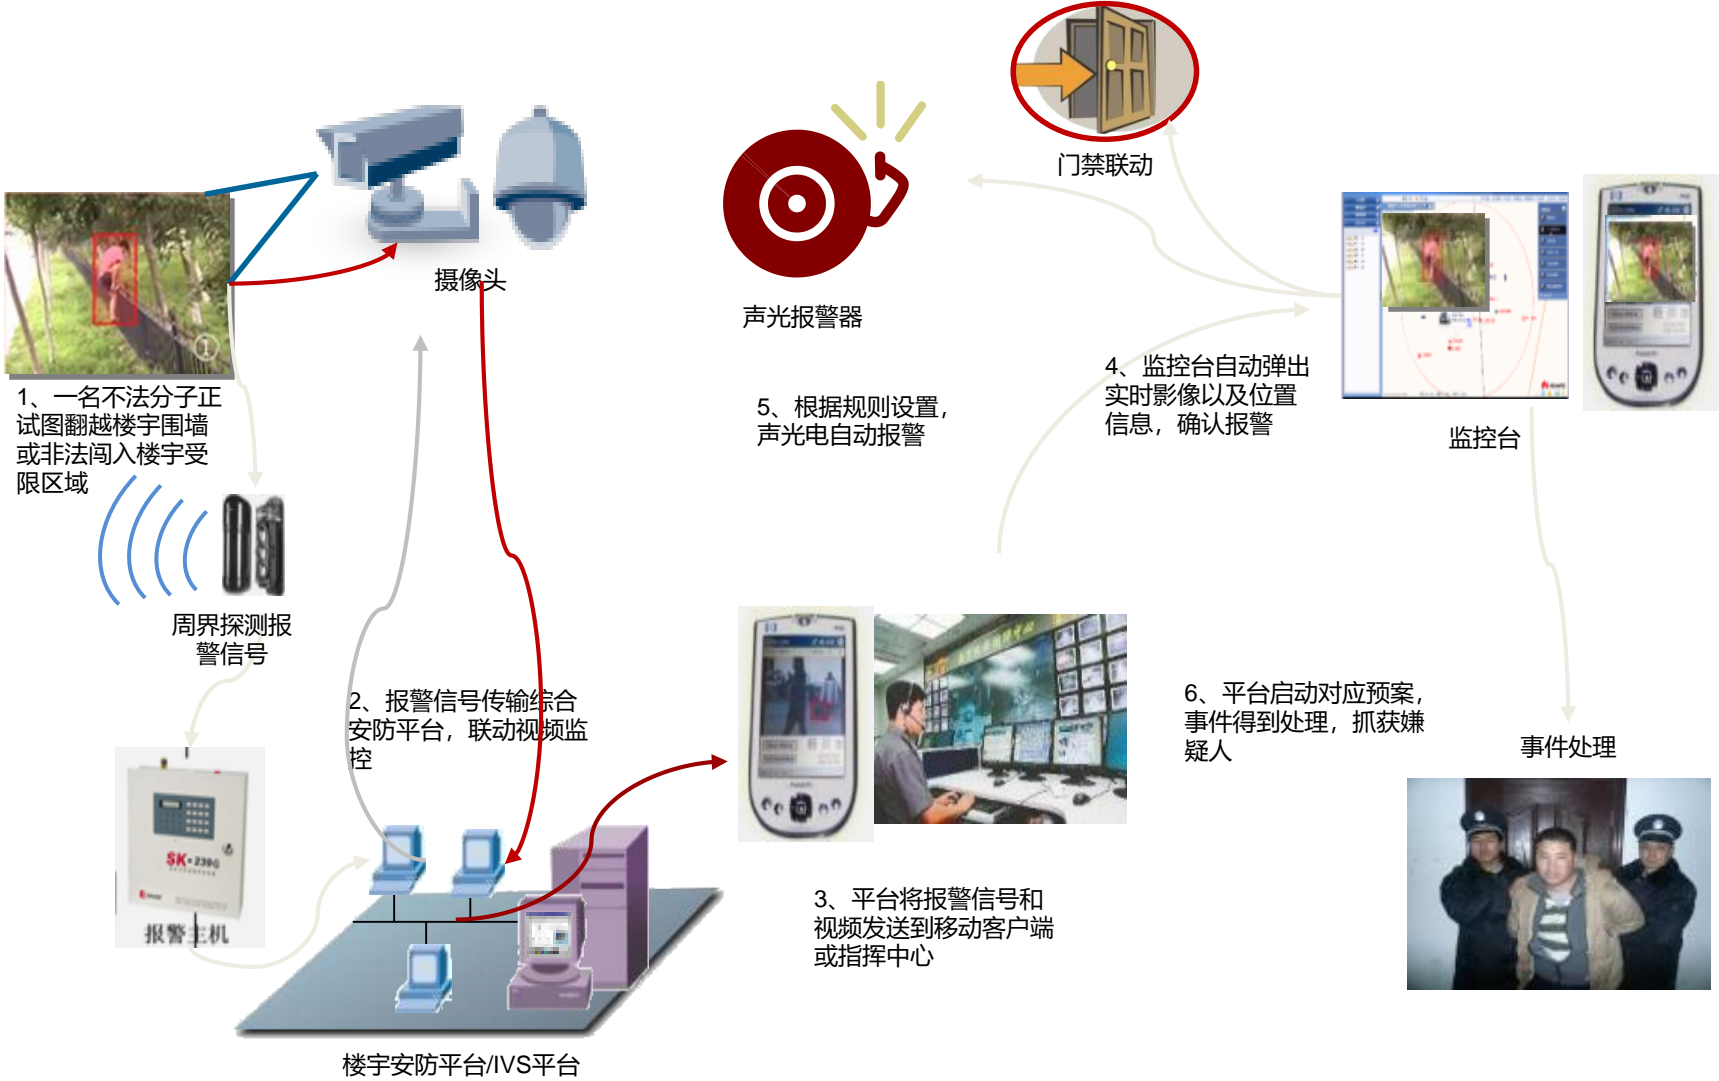 门禁联动
摄像头
声光报警器
①
1、一名不法分子正
试图翻越楼宇围墙
或非法闯入楼宇受
限区域
5、根据规则设置，
声光电自动报警
4、监控台自动弹出
实时影像以及位置
信息，确认报警
监控台
周界探测报
警信号
2、报警信号传输综合
安防平台，联动视频监
控
6、平台启动对应预案，
事件得到处理，抓获嫌
疑人
事件处理
SK-239G
报警主机
3、平台将报警信号和
视频发送到移动客户端
或指挥中心
楼宇安防平台/IVS平台